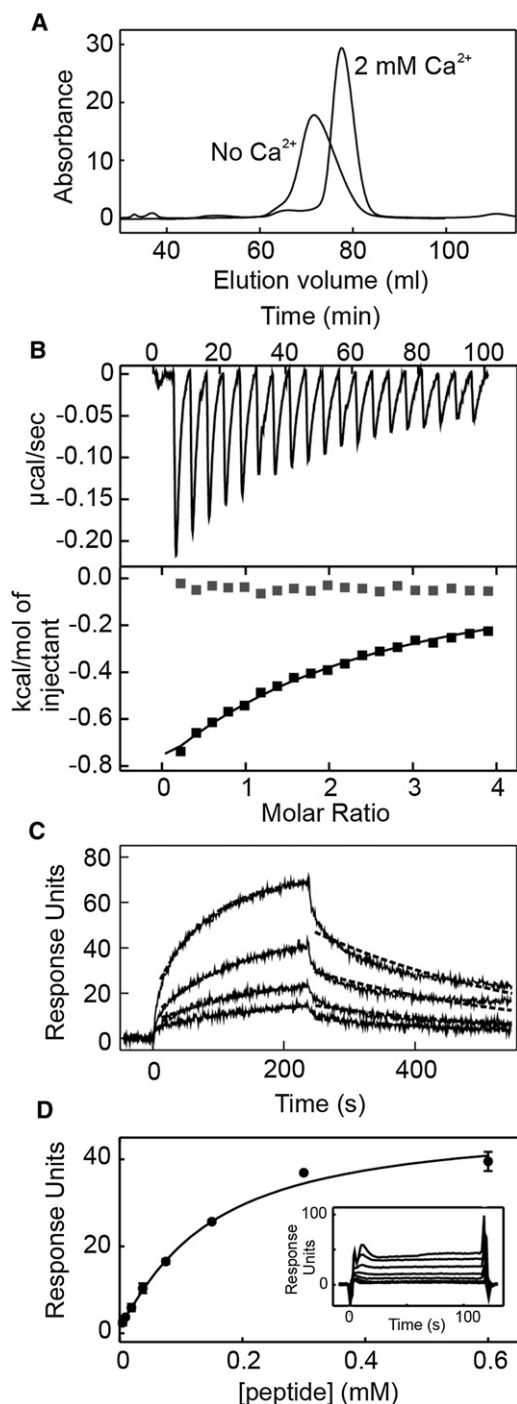 A
30
20
10
0
Absorbance
2 mM Ca²⁺
No Ca²⁺
40 60 80 100
Elution volume (ml)
Time (min)
B
0 20 40 60 80 100
0
-0.05
-0.10
-0.15
-0.20
µcal/sec
0.0
-0.2
-0.4
-0.6
-0.8
kcal/mol of
injectant
0 1 2 3 4
Molar Ratio
C
80
60
40
20
0
Response Units
0 200 400
Time (s)
D
40
20
0
Response Units
100
0
Response
Units
0 100
Time (s)
0 0.2 0.4 0.6
[peptide] (mM)